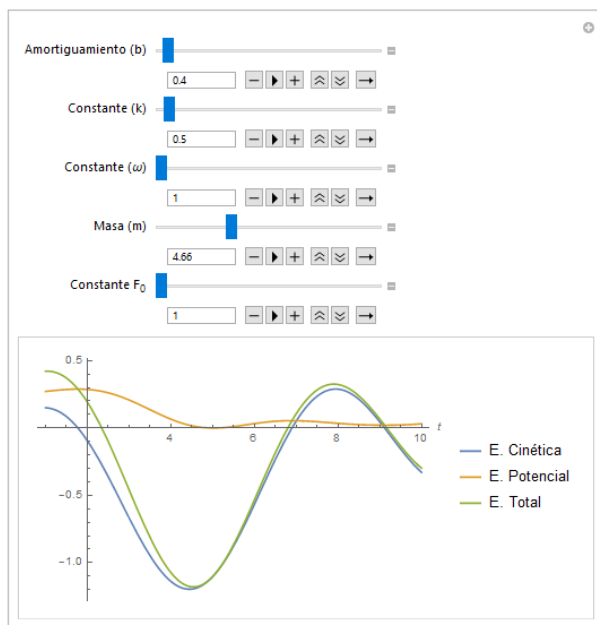 Amortiguamiento (b)
0.4
Constante (k)
0.5
Constante (ω)
1
Masa (m)
4.66
Constante F₀
1
0.5
t
4 6 8 10
E. Cinética
−0.5
E. Potencial
E. Total
−1.0